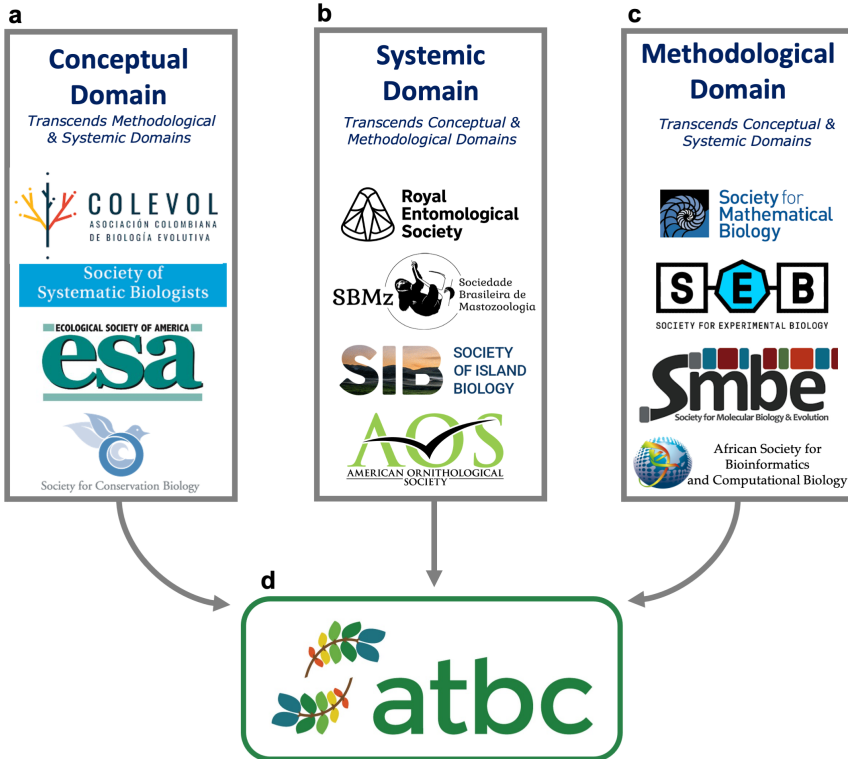 a
Conceptual
Domain
Transcends Methodological
& Systemic Domains
COLEVOL
ASOCIACIÓN COLOMBIANA
DE BIOLOGÍA EVOLUTIVA
Society of
Systematic Biologists
ECOLOGICAL SOCIETY OF AMERICA
esa
Society for Conservation Biology
b
Systemic
Domain
Transcends Conceptual &
Methodological Domains
Royal
Entomological
Society
SBMz
Sociedade
Brasileira de
Mastozoologia
SIB
SOCIETY
OF ISLAND
BIOLOGY
AOS
AMERICAN ORNITHOLOGICAL
SOCIETY
c
Methodological
Domain
Transcends Conceptual &
Systemic Domains
Society for
Mathematical
Biology
SEB
SOCIETY FOR EXPERIMENTAL BIOLOGY
Smbe
Society for Molecular Biology & Evolution
African Society for
Bioinformatics
and Computational Biology
d
atbc